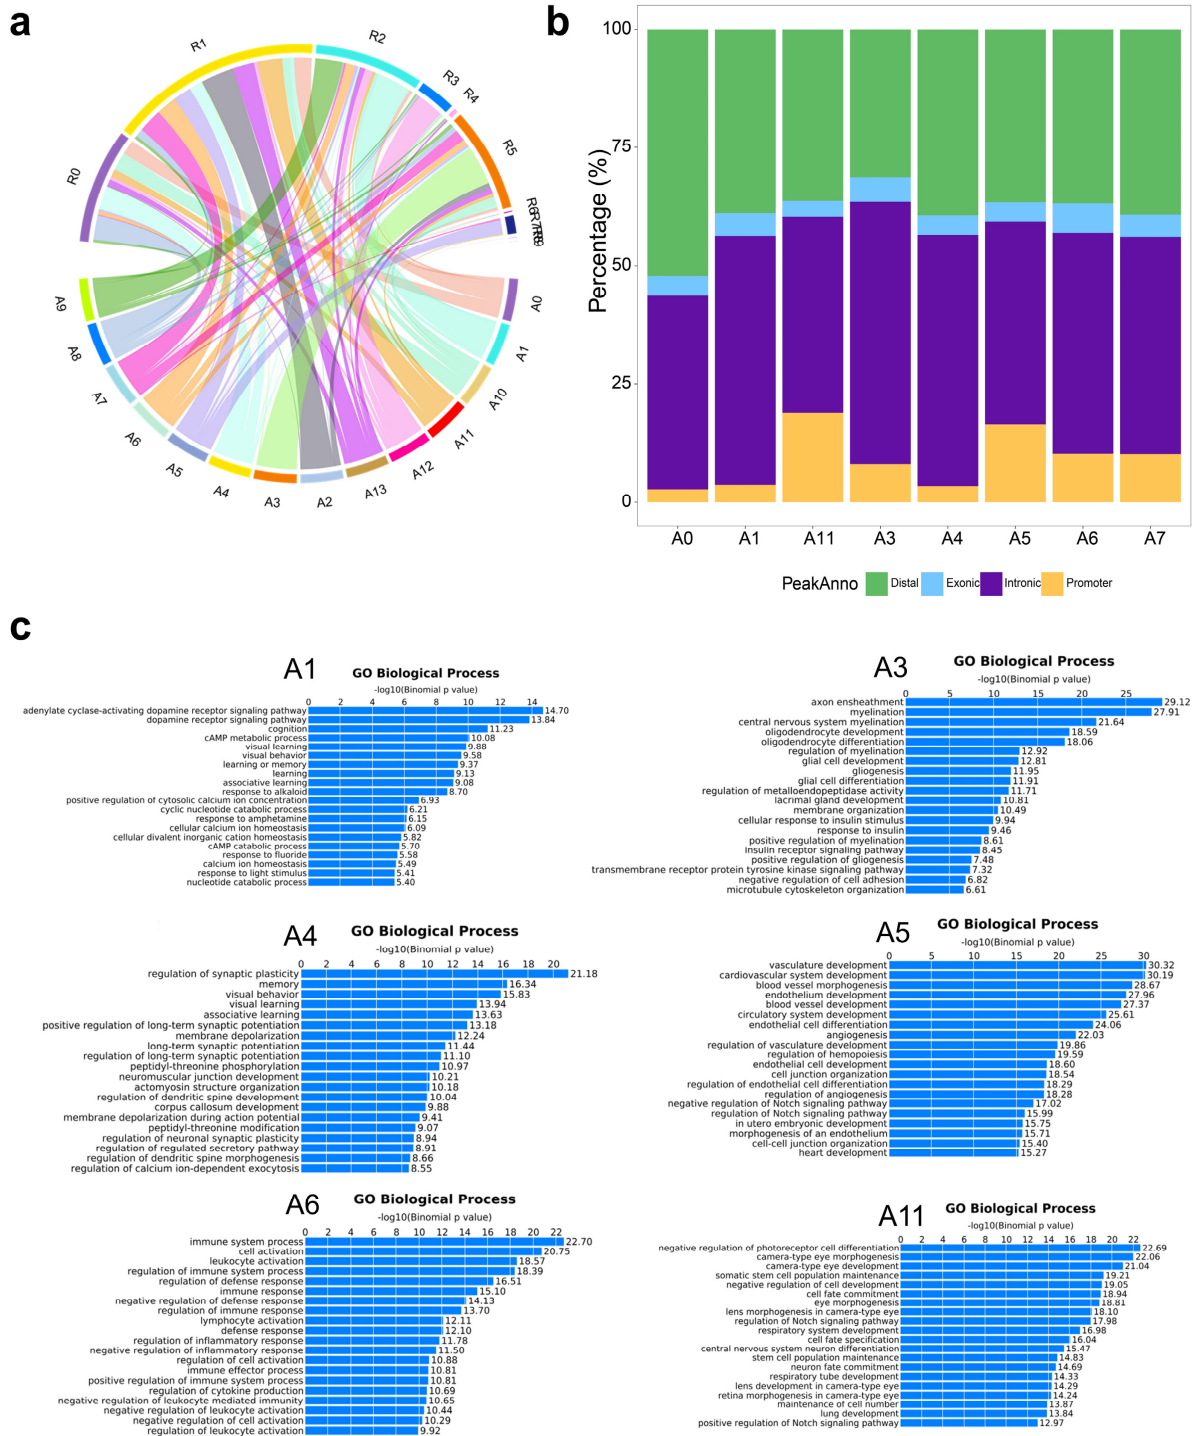 a
R0
R1
R2
R3
R4
R5
A0
A1
A10
A11
A12
A13
A2
A3
A4
A5
A6
A7
A8
A9
b
Percentage (%)
100
75
50
25
0
A0 A1 A11 A3 A4 A5 A6 A7
PeakAnno Distal Exonic Intronic Promoter
c
A1 GO Biological Process
-log10(Binomial p value)
0 2 4 6 8 10 12 14
adenylate cyclase-activating dopamine receptor signaling pathway 14.70
dopamine receptor signaling pathway 13.84
cognition 11.23
cAMP metabolic process 10.08
visual learning 9.88
visual behavior 9.58
learning or memory 9.37
learning 9.13
associative learning 9.08
response to alkaloid 8.70
positive regulation of cytosolic calcium ion concentration 6.93
cyclic nucleotide catabolic process 6.21
response to amphetamine 6.15
cellular calcium ion homeostasis 6.09
cellular divalent inorganic cation homeostasis 5.82
cAMP catabolic process 5.70
response to fluoride 5.58
calcium ion homeostasis 5.49
response to light stimulus 5.41
nucleotide catabolic process 5.40
A3 GO Biological Process
-log10(Binomial p value)
0 5 10 15 20 25
axon ensheathment 29.12
myelination 27.91
central nervous system myelination 21.64
oligodendrocyte development 18.59
oligodendrocyte differentiation 18.06
regulation of myelination 12.92
glial cell development 12.81
gliogenesis 11.95
glial cell differentiation 11.91
regulation of metalloendopeptidase activity 11.71
lacrimal gland development 10.81
membrane organization 10.49
cellular response to insulin stimulus 9.94
response to insulin 9.46
positive regulation of myelination 8.61
insulin receptor signaling pathway 8.45
positive regulation of gliogenesis 7.48
transmembrane receptor protein tyrosine kinase signaling pathway 7.32
negative regulation of cell adhesion 6.82
microtubule cytoskeleton organization 6.61
A4 GO Biological Process
-log10(Binomial p value)
0 2 4 6 8 10 12 14 16 18 20
regulation of synaptic plasticity 21.18
memory 16.34
visual behavior 15.83
visual learning 13.94
associative learning 13.63
positive regulation of long-term synaptic potentiation 13.18
membrane depolarization 12.24
long-term synaptic potentiation 11.44
regulation of long-term synaptic potentiation 11.10
peptidyl-threonine phosphorylation 10.97
neuromuscular junction development 10.21
actomyosin structure organization 10.18
regulation of dendritic spine development 10.04
corpus callosum development 9.88
membrane depolarization during action potential 9.41
peptidyl-threonine modification 9.07
regulation of neuronal synaptic plasticity 8.94
regulation of regulated secretory pathway 8.91
regulation of dendritic spine morphogenesis 8.66
regulation of calcium ion-dependent exocytosis 8.55
A5 GO Biological Process
-log10(Binomial p value)
0 5 10 15 20 25 30
vasculature development 30.32
cardiovascular system development 30.19
blood vessel morphogenesis 28.67
endothelium development 27.96
blood vessel development 27.37
circulatory system development 25.61
endothelial cell differentiation 24.06
angiogenesis 22.03
regulation of vasculature development 19.86
regulation of hemopoiesis 19.59
endothelial cell development 18.60
cell junction organization 18.54
regulation of endothelial cell differentiation 18.29
regulation of angiogenesis 18.28
negative regulation of Notch signaling pathway 17.02
regulation of Notch signaling pathway 15.99
in utero embryonic development 15.75
morphogenesis of an endothelium 15.71
cell-cell junction organization 15.40
heart development 15.27
A6 GO Biological Process
-log10(Binomial p value)
0 2 4 6 8 10 12 14 16 18 20 22
immune system process 22.70
cell activation 20.75
leukocyte activation 18.57
regulation of immune system process 18.39
regulation of defense response 16.51
immune response 15.10
negative regulation of defense response 14.13
regulation of immune response 13.70
lymphocyte activation 12.11
defense response 12.10
regulation of inflammatory response 11.78
negative regulation of inflammatory response 11.50
regulation of cell activation 10.88
immune effector process 10.81
positive regulation of immune system process 10.81
regulation of cytokine production 10.69
negative regulation of leukocyte mediated immunity 10.65
negative regulation of leukocyte activation 10.44
negative regulation of cell activation 10.29
regulation of leukocyte activation 9.92
A11 GO Biological Process
-log10(Binomial p value)
0 2 4 6 8 10 12 14 16 18 20 22
negative regulation of photoreceptor cell differentiation 22.69
camera-type eye morphogenesis 22.06
camera-type eye development 21.04
somatic stem cell population maintenance 19.21
negative regulation of cell development 19.05
cell fate commitment 18.94
eye morphogenesis 18.81
lens morphogenesis in camera-type eye 18.10
regulation of Notch signaling pathway 17.98
respiratory system development 16.98
cell fate specification 16.04
central nervous system neuron differentiation 15.47
stem cell population maintenance 14.83
neuron fate commitment 14.69
respiratory tube development 14.33
lens development in camera-type eye 14.29
retina morphogenesis in camera-type eye 14.24
maintenance of cell number 13.87
lung development 13.84
positive regulation of Notch signaling pathway 12.97